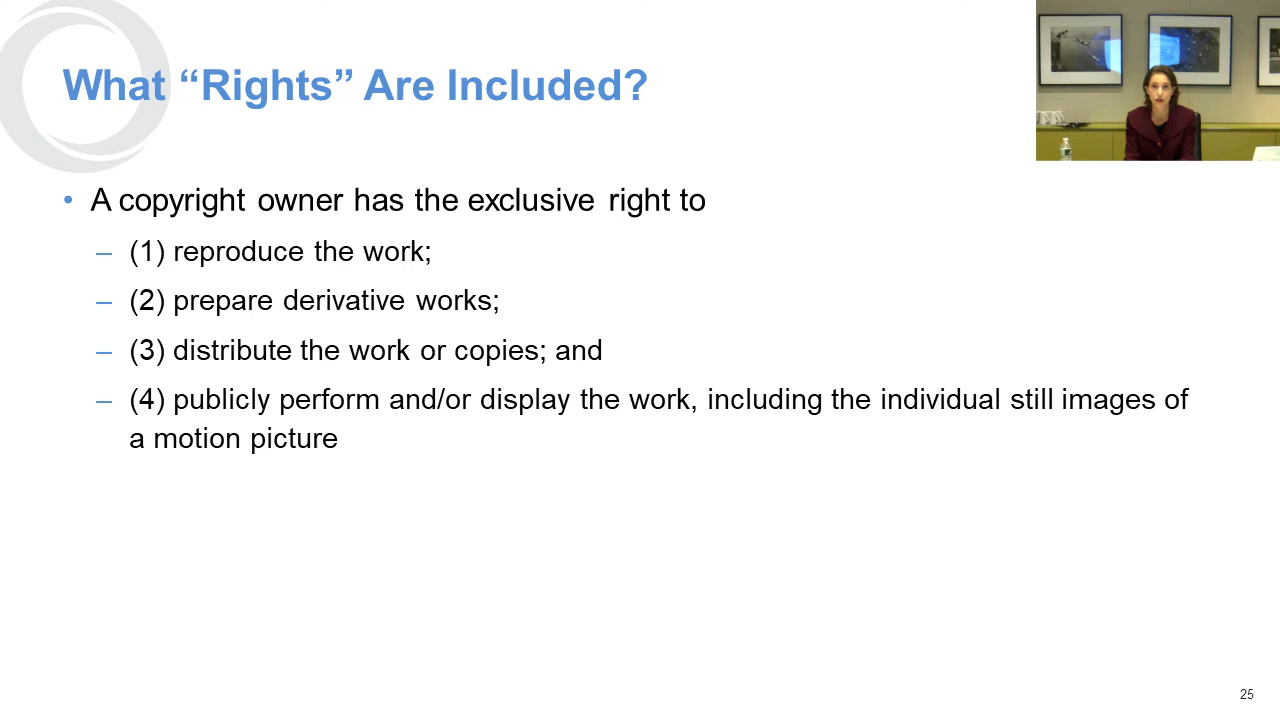 What “Rights” Are Included?
• A copyright owner has the exclusive right to
– (1) reproduce the work;
– (2) prepare derivative works;
– (3) distribute the work or copies; and
– (4) publicly perform and/or display the work, including the individual still images of
a motion picture
25